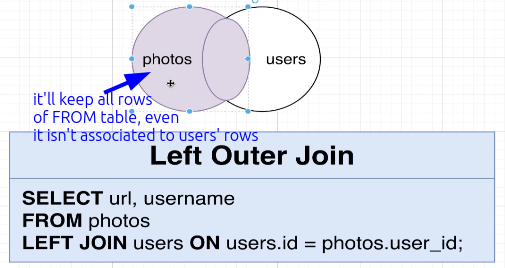 photos
users
it'll keep all rows
of FROM table, even
it isn't associated to users' rows
Left Outer Join
SELECT url, username
FROM photos
LEFT JOIN users ON users.id = photos.user_id;